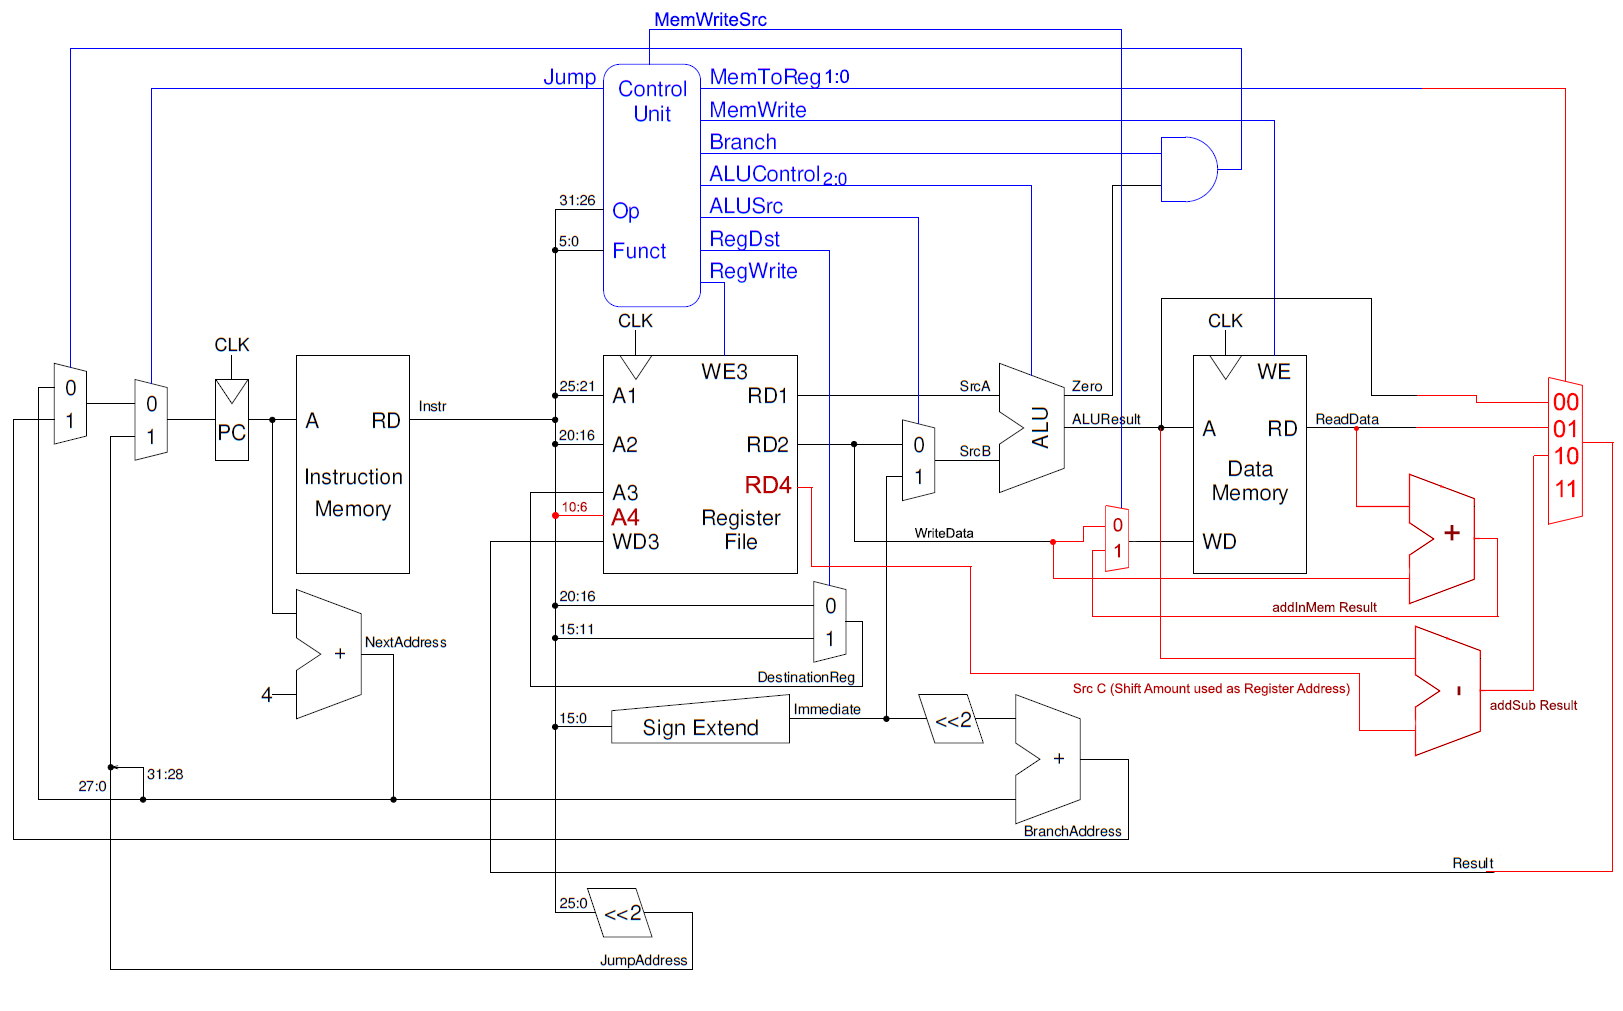 MemWriteSrc
Jump
Control
Unit
MemToReg 1:0
MemWrite
Branch
ALUControl 2:0
ALUSrc
RegDst
RegWrite
31:26
Op
5:0
Funct
CLK
CLK
CLK
0
1
0
1
PC
A
RD
Instruction
Memory
Instr
25:21
A1
WE3
RD1
20:16
A2
RD2
A3
RD4
10:6
A4
Register
File
WD3
SrcA
SrcB
0
1
ALU
Zero
ALUResult
WE
A
RD
Data
Memory
WD
ReadData
00
01
10
11
WriteData
0
1
+
addInMem Result
20:16
15:11
0
1
DestinationReg
+
NextAddress
4
Src C (Shift Amount used as Register Address)
-
addSub Result
15:0
Sign Extend
Immediate
<<2
+
31:28
27:0
BranchAddress
Result
25:0
<<2
JumpAddress